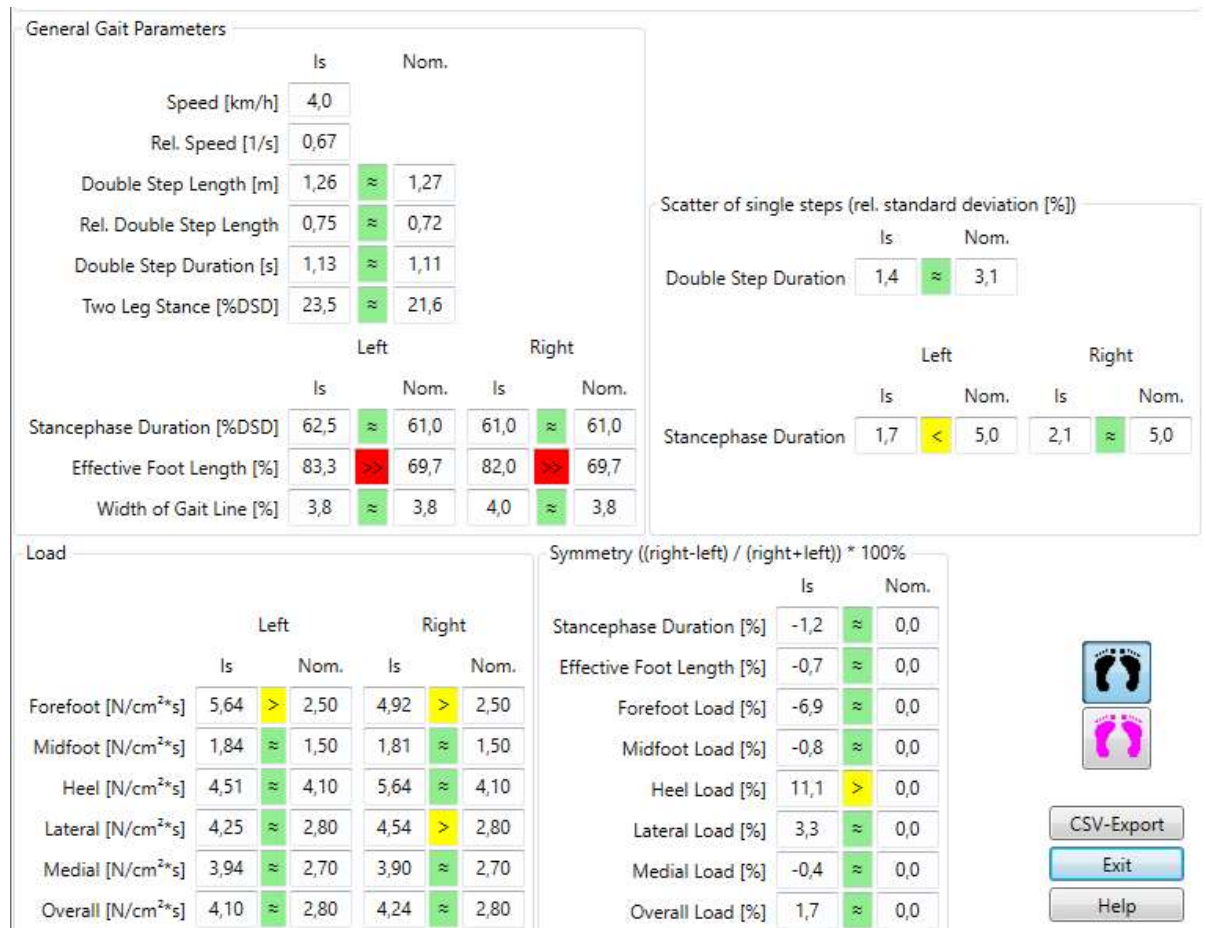 General Gait Parameters
Is Nom.
Speed [km/h] 4,0
Rel. Speed [1/s] 0,67
Double Step Length [m] 1,26 ≈ 1,27
Rel. Double Step Length 0,75 ≈ 0,72
Double Step Duration [s] 1,13 ≈ 1,11
Two Leg Stance [%DSD] 23,5 ≈ 21,6
Left Right
Is Nom. Is Nom.
Stancephase Duration [%DSD] 62,5 ≈ 61,0 61,0 ≈ 61,0
Effective Foot Length [%] 83,3 >> 69,7 82,0 >> 69,7
Width of Gait Line [%] 3,8 ≈ 3,8 4,0 ≈ 3,8
Scatter of single steps (rel. standard deviation [%])
Is Nom.
Double Step Duration 1,4 ≈ 3,1
Left Right
Is Nom. Is Nom.
Stancephase Duration 1,7 < 5,0 2,1 ≈ 5,0
Load
Left Right
Is Nom. Is Nom.
Forefoot [N/cm²*s] 5,64 > 2,50 4,92 > 2,50
Midfoot [N/cm²*s] 1,84 ≈ 1,50 1,81 ≈ 1,50
Heel [N/cm²*s] 4,51 ≈ 4,10 5,64 ≈ 4,10
Lateral [N/cm²*s] 4,25 ≈ 2,80 4,54 > 2,80
Medial [N/cm²*s] 3,94 ≈ 2,70 3,90 ≈ 2,70
Overall [N/cm²*s] 4,10 ≈ 2,80 4,24 ≈ 2,80
Symmetry ((right-left) / (right+left)) * 100%
Is Nom.
Stancephase Duration [%] -1,2 ≈ 0,0
Effective Foot Length [%] -0,7 ≈ 0,0
Forefoot Load [%] -6,9 ≈ 0,0
Midfoot Load [%] -0,8 ≈ 0,0
Heel Load [%] 11,1 > 0,0
Lateral Load [%] 3,3 ≈ 0,0
Medial Load [%] -0,4 ≈ 0,0
Overall Load [%] 1,7 ≈ 0,0
CSV-Export
Exit
Help